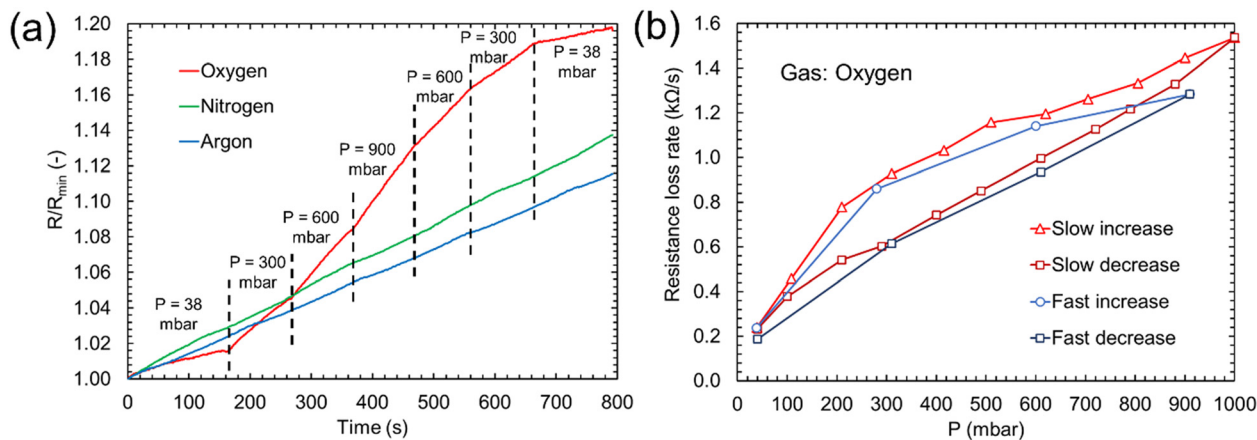 (a)
R/Rmin (-)
1.20
1.18
1.16
1.14
1.12
1.10
1.08
1.06
1.04
1.02
1.00
0 100 200 300 400 500 600 700 800
Time (s)
Oxygen
Nitrogen
Argon
P = 38
mbar
P = 300
mbar
P = 600
mbar
P = 900
mbar
P = 600
mbar
P = 300
mbar
P = 38
mbar
(b)
Resistance loss rate (kΩ/s)
1.6
1.4
1.2
1.0
0.8
0.6
0.4
0.2
0.0
0 100 200 300 400 500 600 700 800 900 1000
P (mbar)
Gas: Oxygen
Slow increase
Slow decrease
Fast increase
Fast decrease